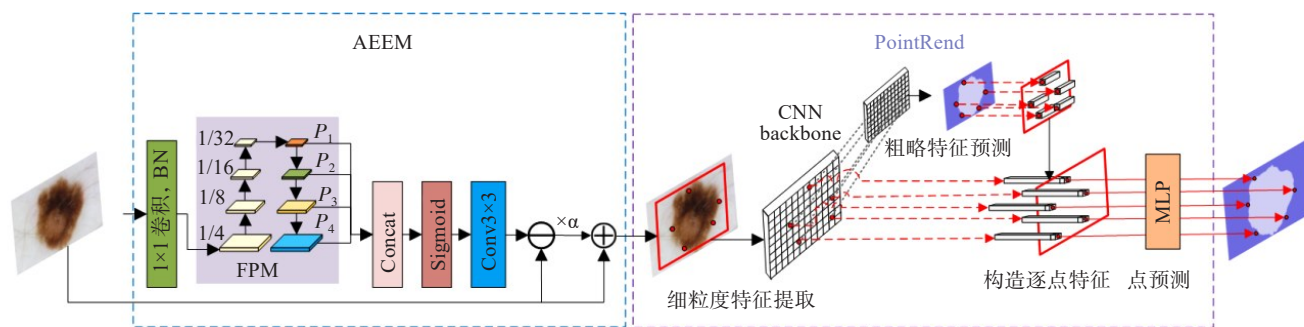 AEEM
PointRend
1×1 卷积, BN
1/32
1/16
1/8
1/4
P1
P2
P3
P4
FPM
Concat
Sigmoid
Conv3×3
×α
CNN
backbone
粗略特征预测
细粒度特征提取
构造逐点特征
点预测
MLP